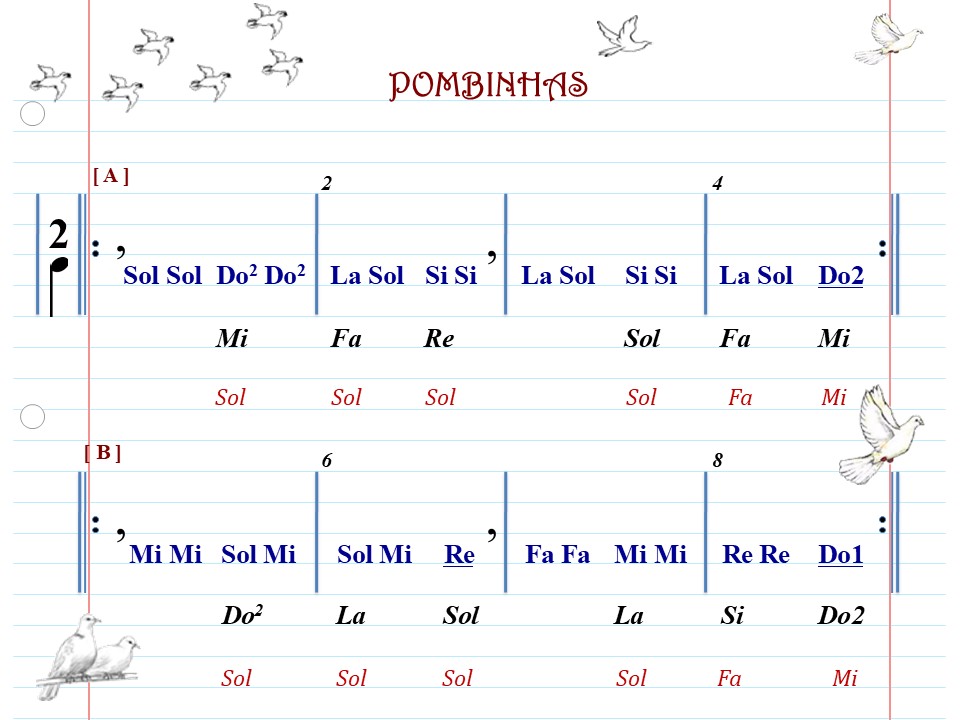 POMBINHAS
[ A ]
2 4
2
: , Sol Sol Do² Do² La Sol Si Si , La Sol Si Si La Sol Do2 :
Mi Fa Re Sol Fa Mi
Sol Sol Sol Sol Fa Mi
[ B ]
6 8
: , Mi Mi Sol Mi Sol Mi Re , Fa Fa Mi Mi Re Re Do1 :
Do² La Sol La Si Do2
Sol Sol Sol Sol Fa Mi